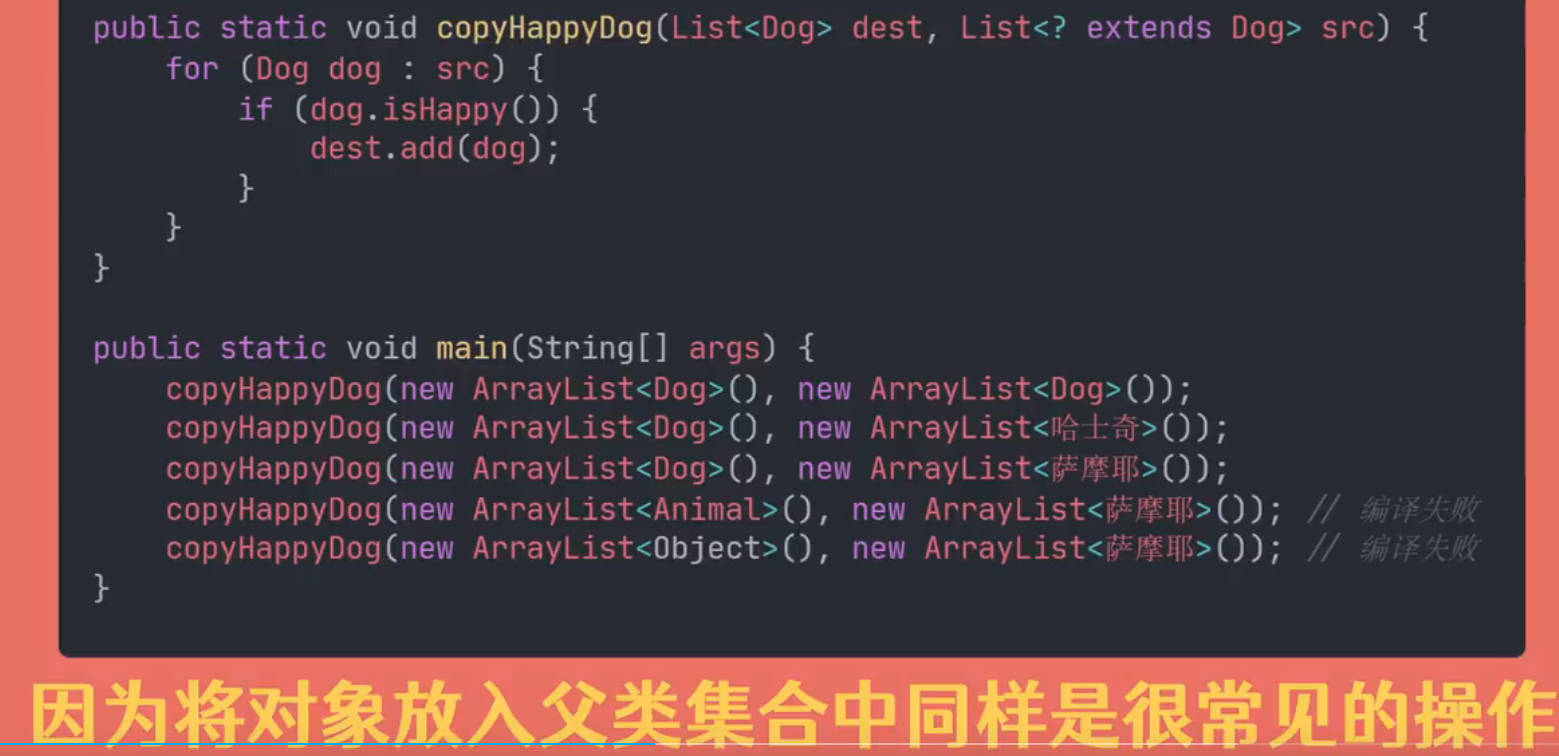 public static void copyHappyDog(List<Dog> dest, List<? extends Dog> src) {
    for (Dog dog : src) {
        if (dog.isHappy()) {
            dest.add(dog);
        }
    }
}

public static void main(String[] args) {
    copyHappyDog(new ArrayList<Dog>(), new ArrayList<Dog>());
    copyHappyDog(new ArrayList<Dog>(), new ArrayList<哈士奇>());
    copyHappyDog(new ArrayList<Dog>(), new ArrayList<萨摩耶>());
    copyHappyDog(new ArrayList<Animal>(), new ArrayList<萨摩耶>()); // 编译失败
    copyHappyDog(new ArrayList<Object>(), new ArrayList<萨摩耶>()); // 编译失败
}
因为将对象放入父类集合中同样是很常见的操作